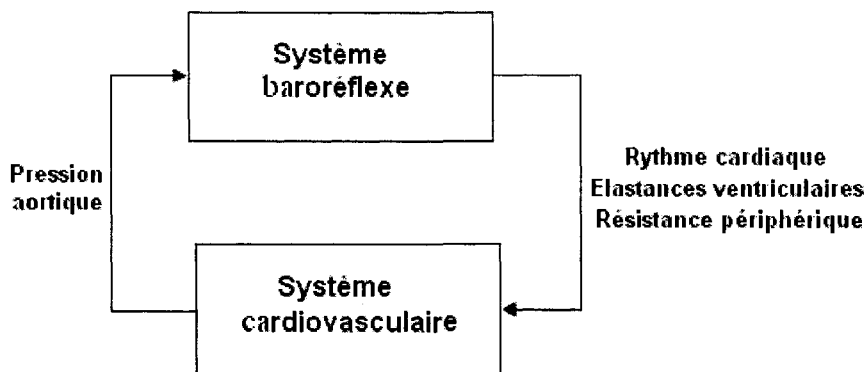 Système
baroréflexe
Pression
aortique
Rythme cardiaque
Elastances ventriculaires
Résistance périphérique
Système
cardiovasculaire